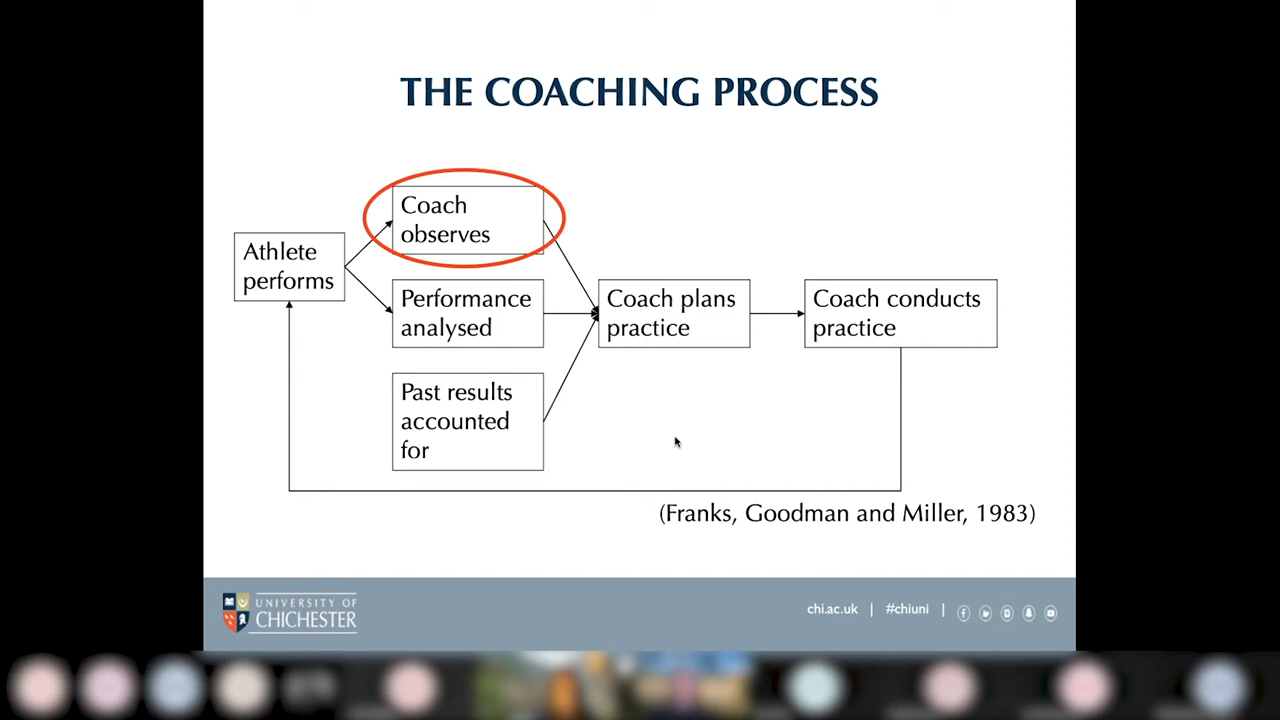 THE COACHING PROCESS
Coach
observes
Athlete
performs
Performance
analysed
Coach plans
practice
Coach conducts
practice
Past results
accounted
for
(Franks, Goodman and Miller, 1983)
UNIVERSITY OF
CHICHESTER
chi.ac.uk | #chiuni |